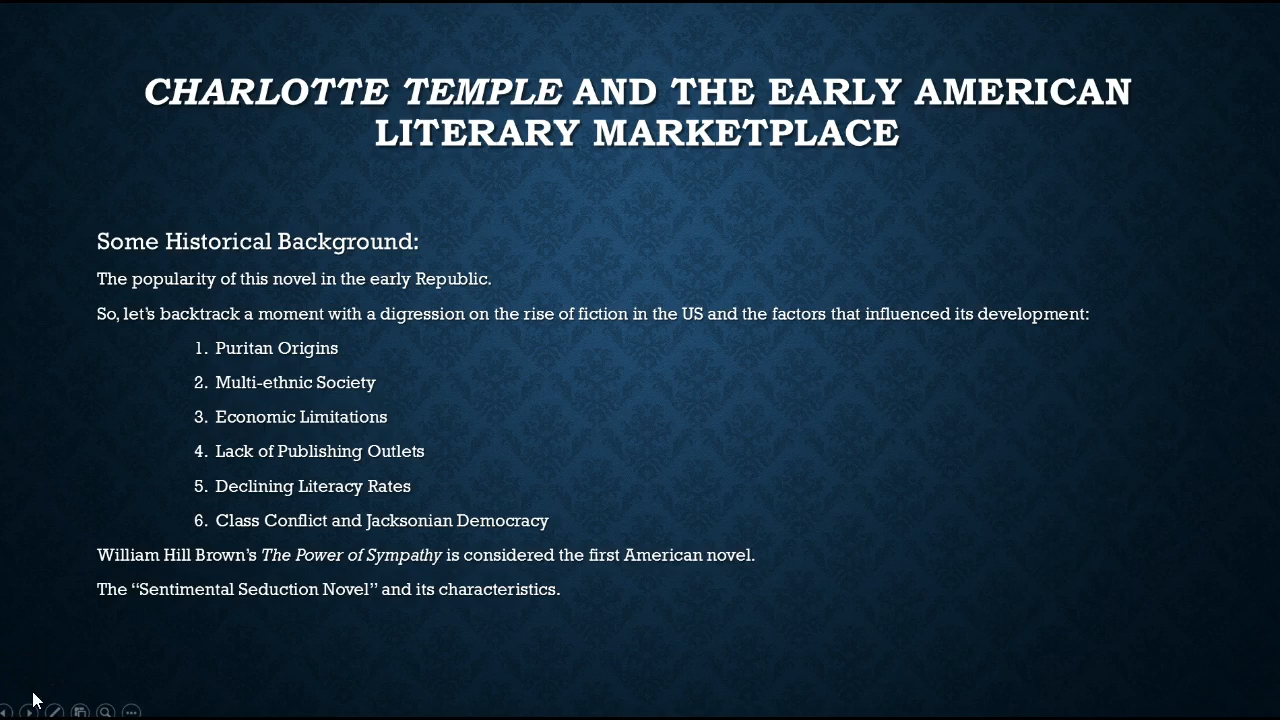 CHARLOTTE TEMPLE AND THE EARLY AMERICAN
LITERARY MARKETPLACE
Some Historical Background:
The popularity of this novel in the early Republic.
So, let’s backtrack a moment with a digression on the rise of fiction in the US and the factors that influenced its development:
1. Puritan Origins
2. Multi-ethnic Society
3. Economic Limitations
4. Lack of Publishing Outlets
5. Declining Literacy Rates
6. Class Conflict and Jacksonian Democracy
William Hill Brown’s The Power of Sympathy is considered the first American novel.
The “Sentimental Seduction Novel” and its characteristics.